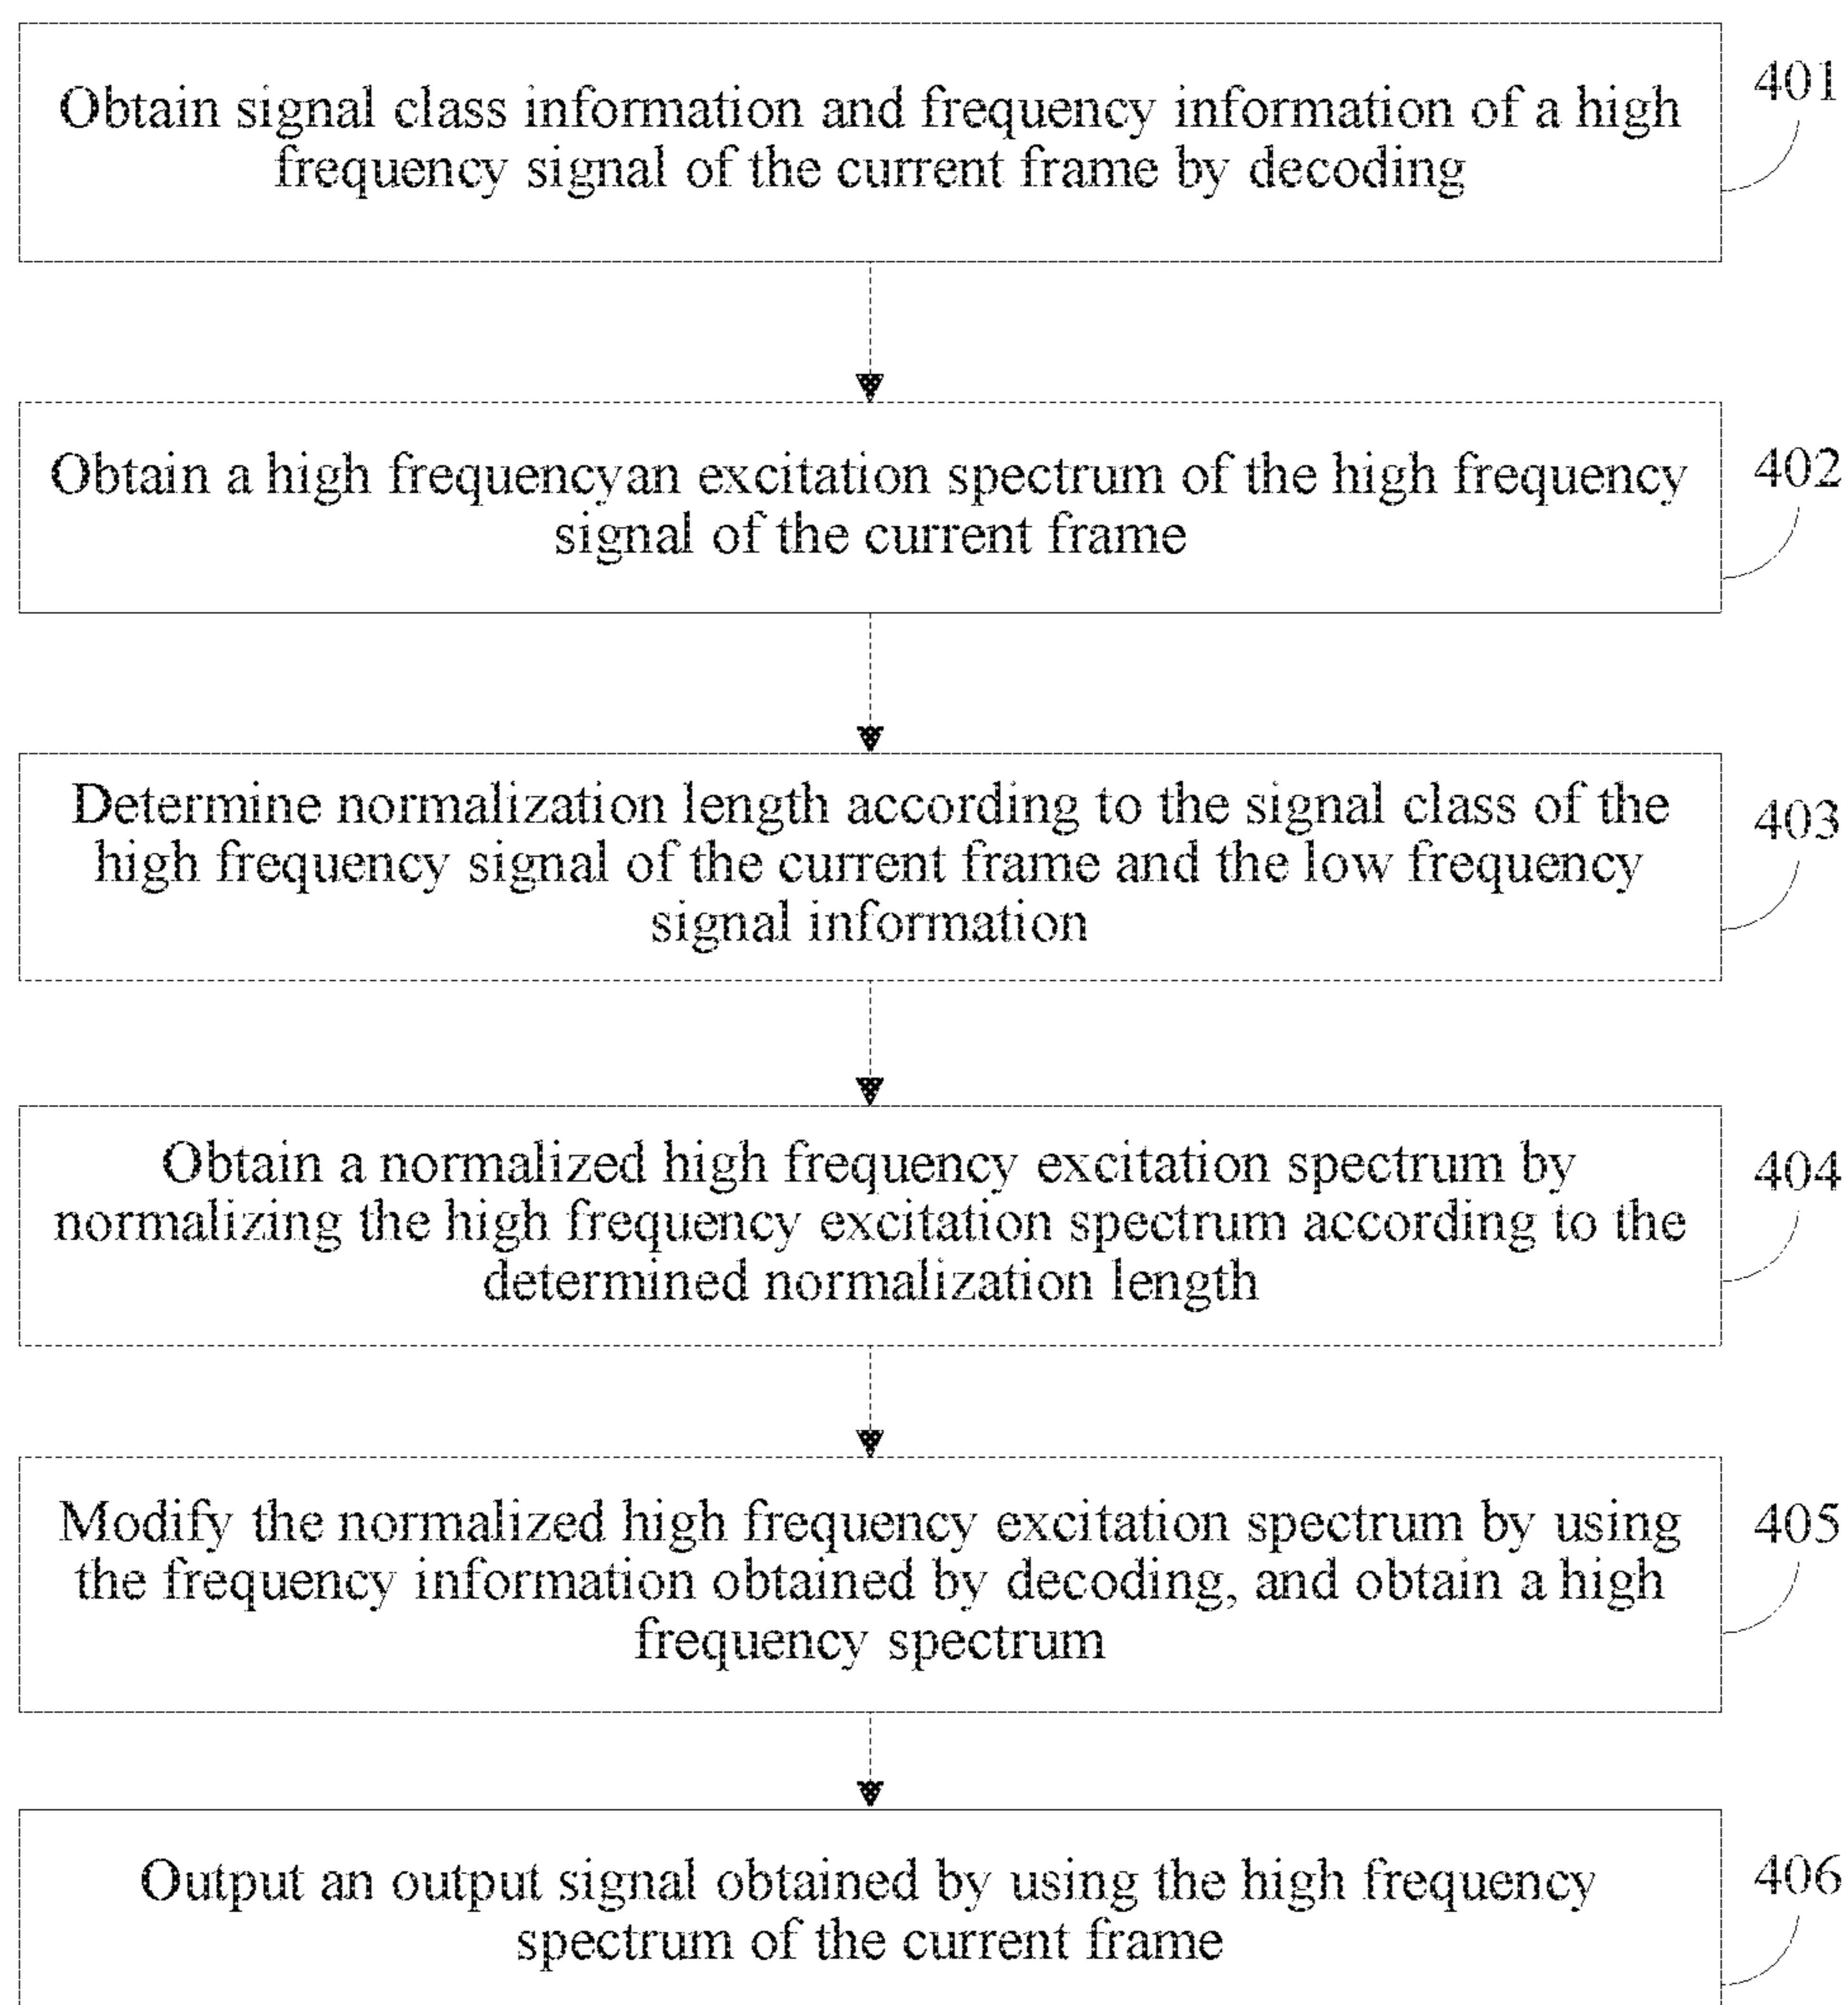 Obtain signal class information and frequency information of a high
frequency signal of the current frame by decoding
401
Obtain a high frequencyan excitation spectrum of the high frequency
signal of the current frame
402
Determine normalization length according to the signal class of the
high frequency signal of the current frame and the low frequency
signal information
403
Obtain a normalized high frequency excitation spectrum by
normalizing the high frequency excitation spectrum according to the
determined normalization length
404
Modify the normalized high frequency excitation spectrum by using
the frequency information obtained by decoding, and obtain a high
frequency spectrum
405
Output an output signal obtained by using the high frequency
spectrum of the current frame
406